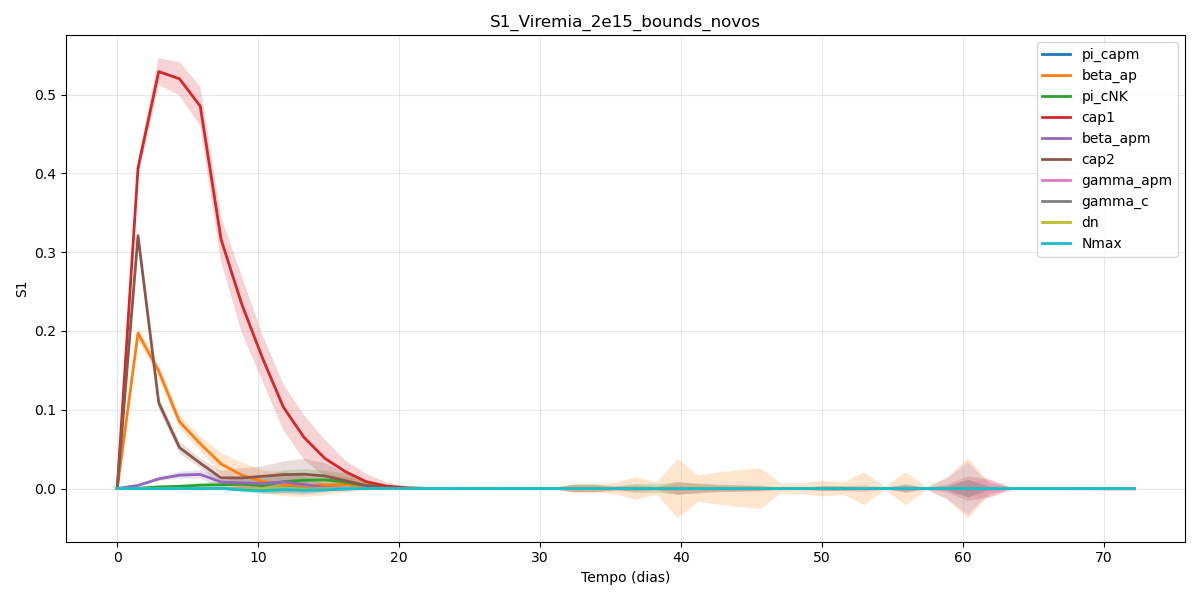 S1_Viremia_2e15_bounds_novos
pi_capm
beta_ap
pi_cNK
cap1
beta_apm
cap2
gamma_apm
gamma_c
dn
Nmax
S1
0.5
0.4
0.3
0.2
0.1
0.0
0 10 20 30 40 50 60 70
Tempo (dias)